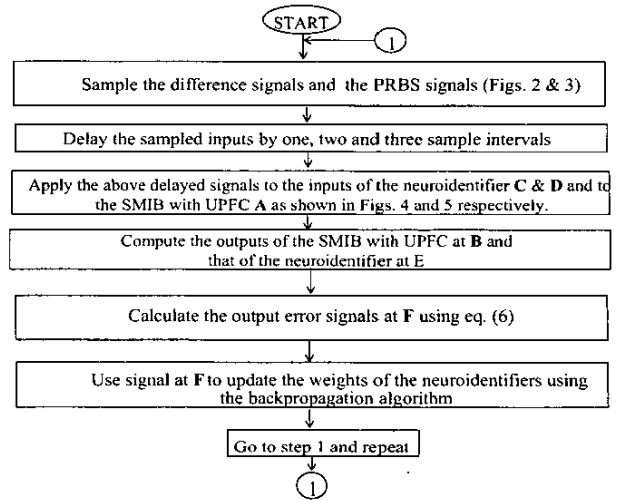 START
1
Sample the difference signals and the PRBS signals (Figs. 2 & 3)
Delay the sampled inputs by one, two and three sample intervals
Apply the above delayed signals to the inputs of the neuroidentifier C & D and to
the SMIB with UPFC A as shown in Figs. 4 and 5 respectively.
Compute the outputs of the SMIB with UPFC at B and
that of the neuroidentifier at E
Calculate the output error signals at F using eq. (6)
Use signal at F to update the weights of the neuroidentifiers using
the backpropagation algorithm
Go to step 1 and repeat
1